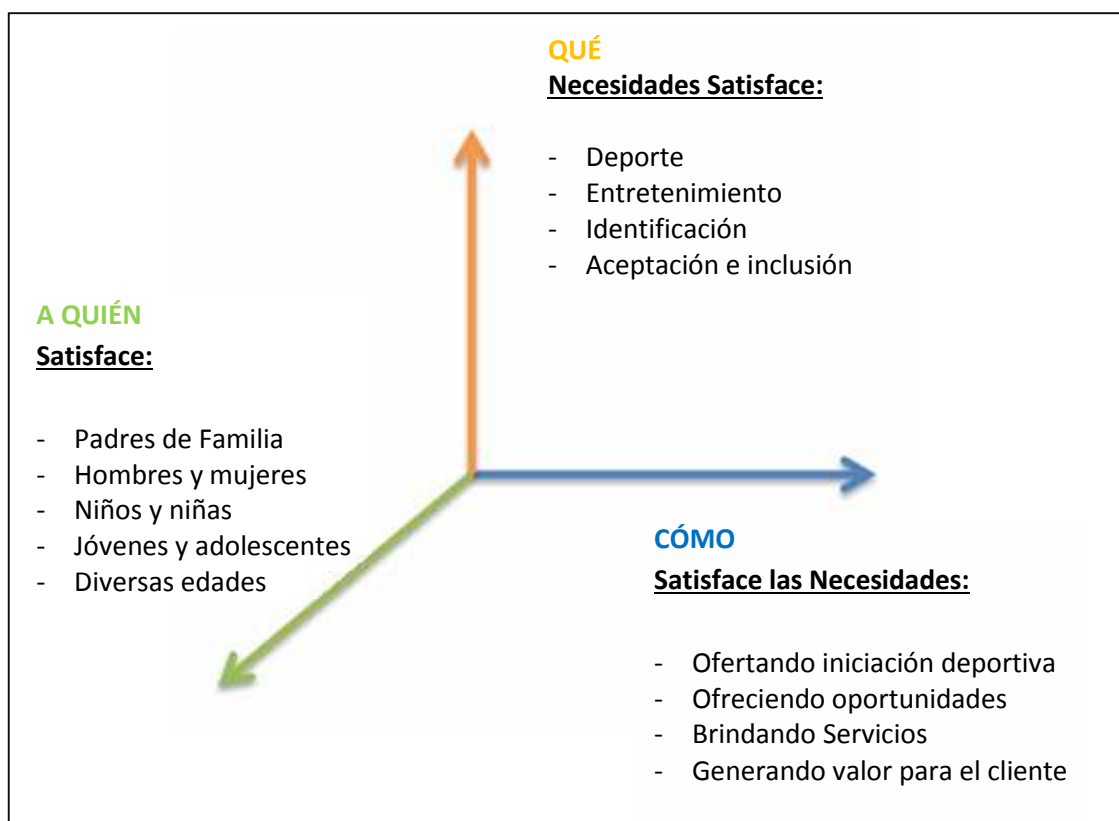 QUÉ
Necesidades Satisface:
- Deporte
- Entretenimiento
- Identificación
- Aceptación e inclusión
A QUIÉN
Satisface:
- Padres de Familia
- Hombres y mujeres
- Niños y niñas
- Jóvenes y adolescentes
- Diversas edades
CÓMO
Satisface las Necesidades:
- Ofertando iniciación deportiva
- Ofreciendo oportunidades
- Brindando Servicios
- Generando valor para el cliente